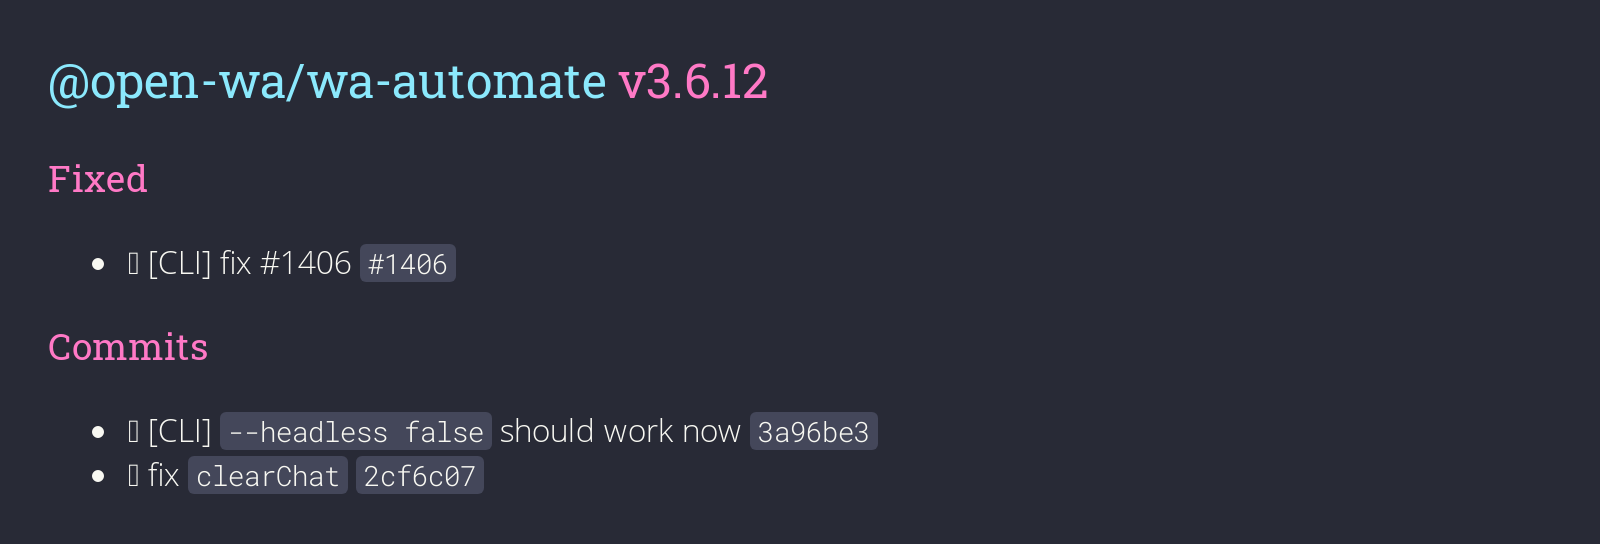 @open-wa/wa-automate v3.6.12
Fixed
[CLI] fix #1406 #1406
Commits
[CLI] --headless false should work now 3a96be3
fix clearChat 2cf6c07